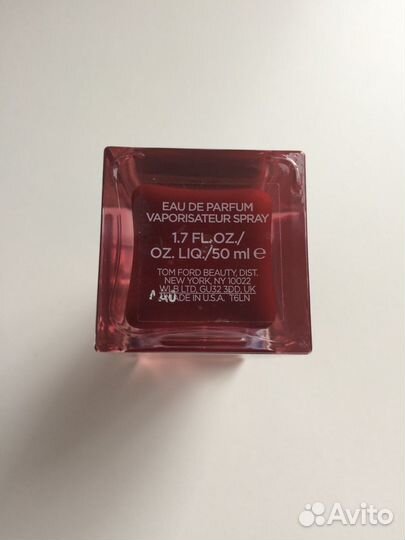 EAU DE PARFUM
VAPORISATEUR SPRAY
1.7 FL.OZ./
OZ. LIQ./50 ml ℮
TOM FORD BEAUTY, DIST.
NEW YORK, NY 10022
WLB LTD, GU32 3DD, UK
MADE IN U.S.A. T6LN
Avito